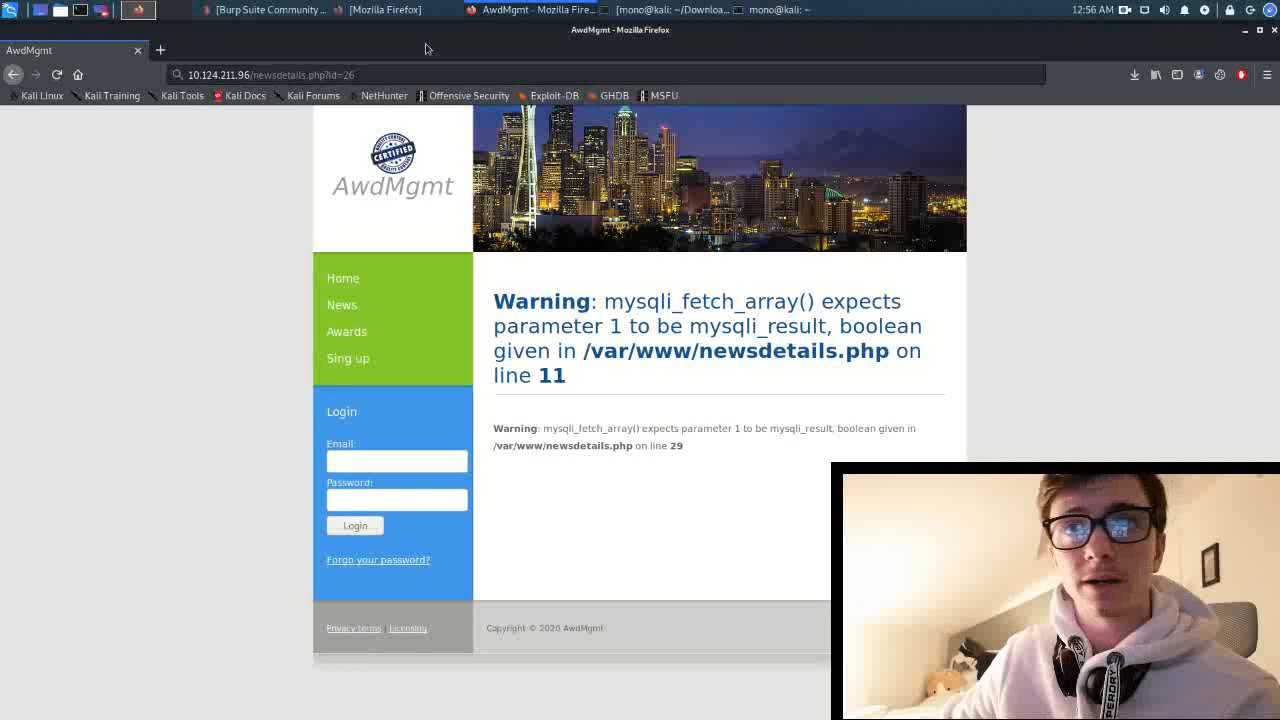 [Burp Suite Community ...
[Mozilla Firefox]
AwdMgmt – Mozilla Fire...
[mono@kali: ~/Downloa...
mono@kali: ~
12:56 AM
AwdMgmt - Mozilla Firefox
AwdMgmt
10.124.211.96/newsdetails.php?id=26
Kali Linux
Kali Training
Kali Tools
Kali Docs
Kali Forums
NetHunter
Offensive Security
Exploit-DB
GHDB
MSFU
CERTIFIED
AwdMgmt
Home
News
Awards
Sing up
Login
Email:
Password:
Login
Forgo your password?
Warning: mysqli_fetch_array() expects
parameter 1 to be mysqli_result, boolean
given in /var/www/newsdetails.php on
line 11
Warning: mysqli_fetch_array() expects parameter 1 to be mysqli_result, boolean given in
/var/www/newsdetails.php on line 29
Privacy terms | Licensing
Copyright © 2020 AwdMgmt